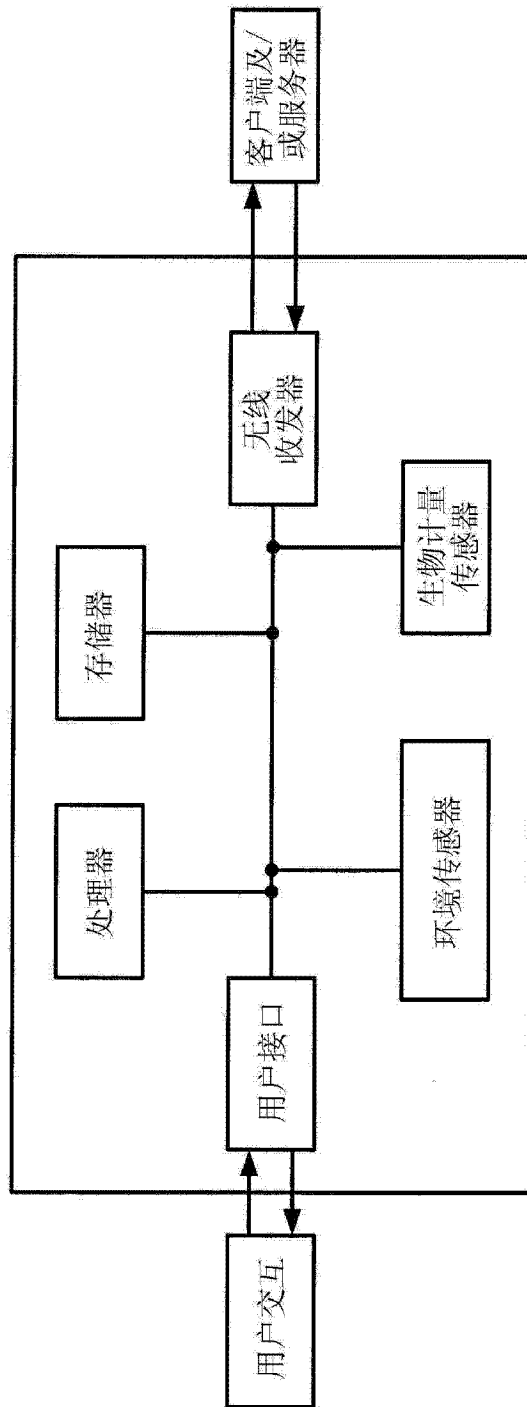 用户交互
用户接口
处理器
存储器
环境传感器
生物计量
传感器
无线
收发器
客户端及/
或服务器